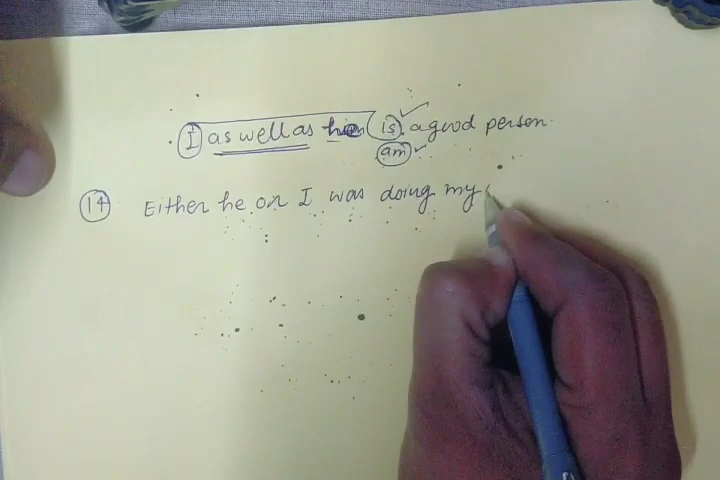 I as well as he is a good person.
am
14 Either he or I was doing my